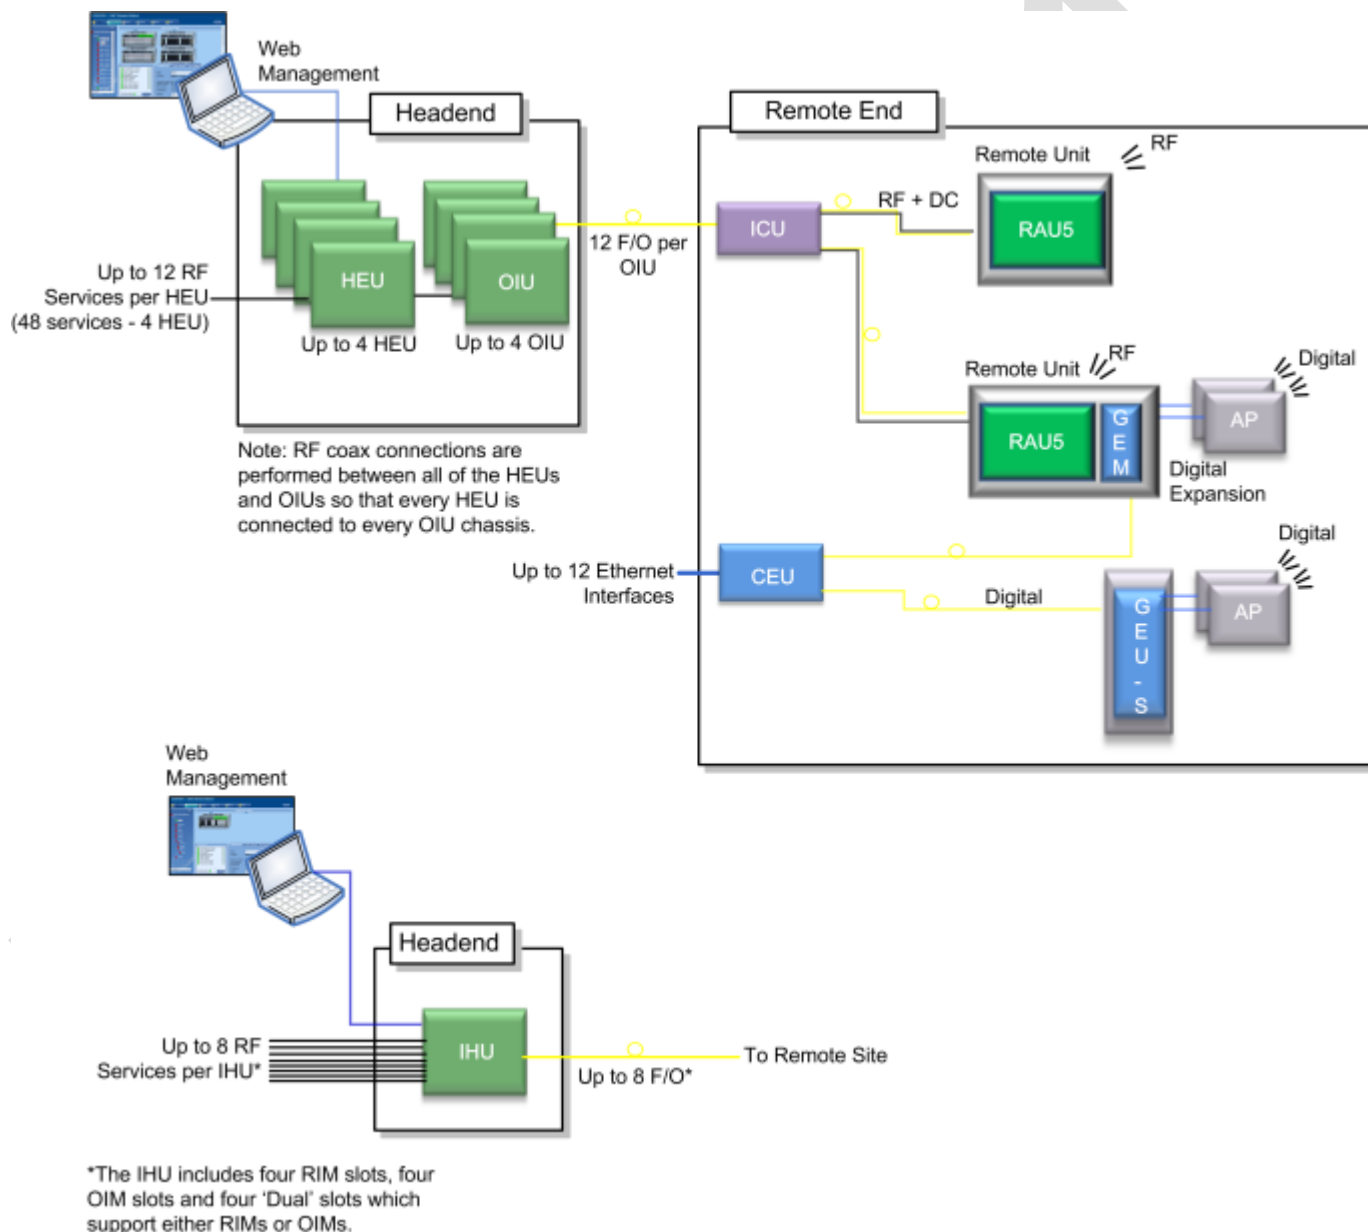 Web
Management
Headend
HEU
OIU
Up to 12 RF
Services per HEU
(48 services - 4 HEU)
Up to 4 HEU
Up to 4 OIU
12 F/O per
OIU
Note: RF coax connections are
performed between all of the HEUs
and OIUs so that every HEU is
connected to every OIU chassis.
Remote End
ICU
RF + DC
Remote Unit
RF
RAU5
Remote Unit
RF
RAU5
GEM
AP
Digital
Digital
Expansion
Up to 12 Ethernet
Interfaces
CEU
Digital
GEU-S
AP
Digital
Web
Management
Headend
Up to 8 RF
Services per IHU*
IHU
Up to 8 F/O*
To Remote Site
*The IHU includes four RIM slots, four
OIM slots and four 'Dual' slots which
support either RIMs or OIMs.